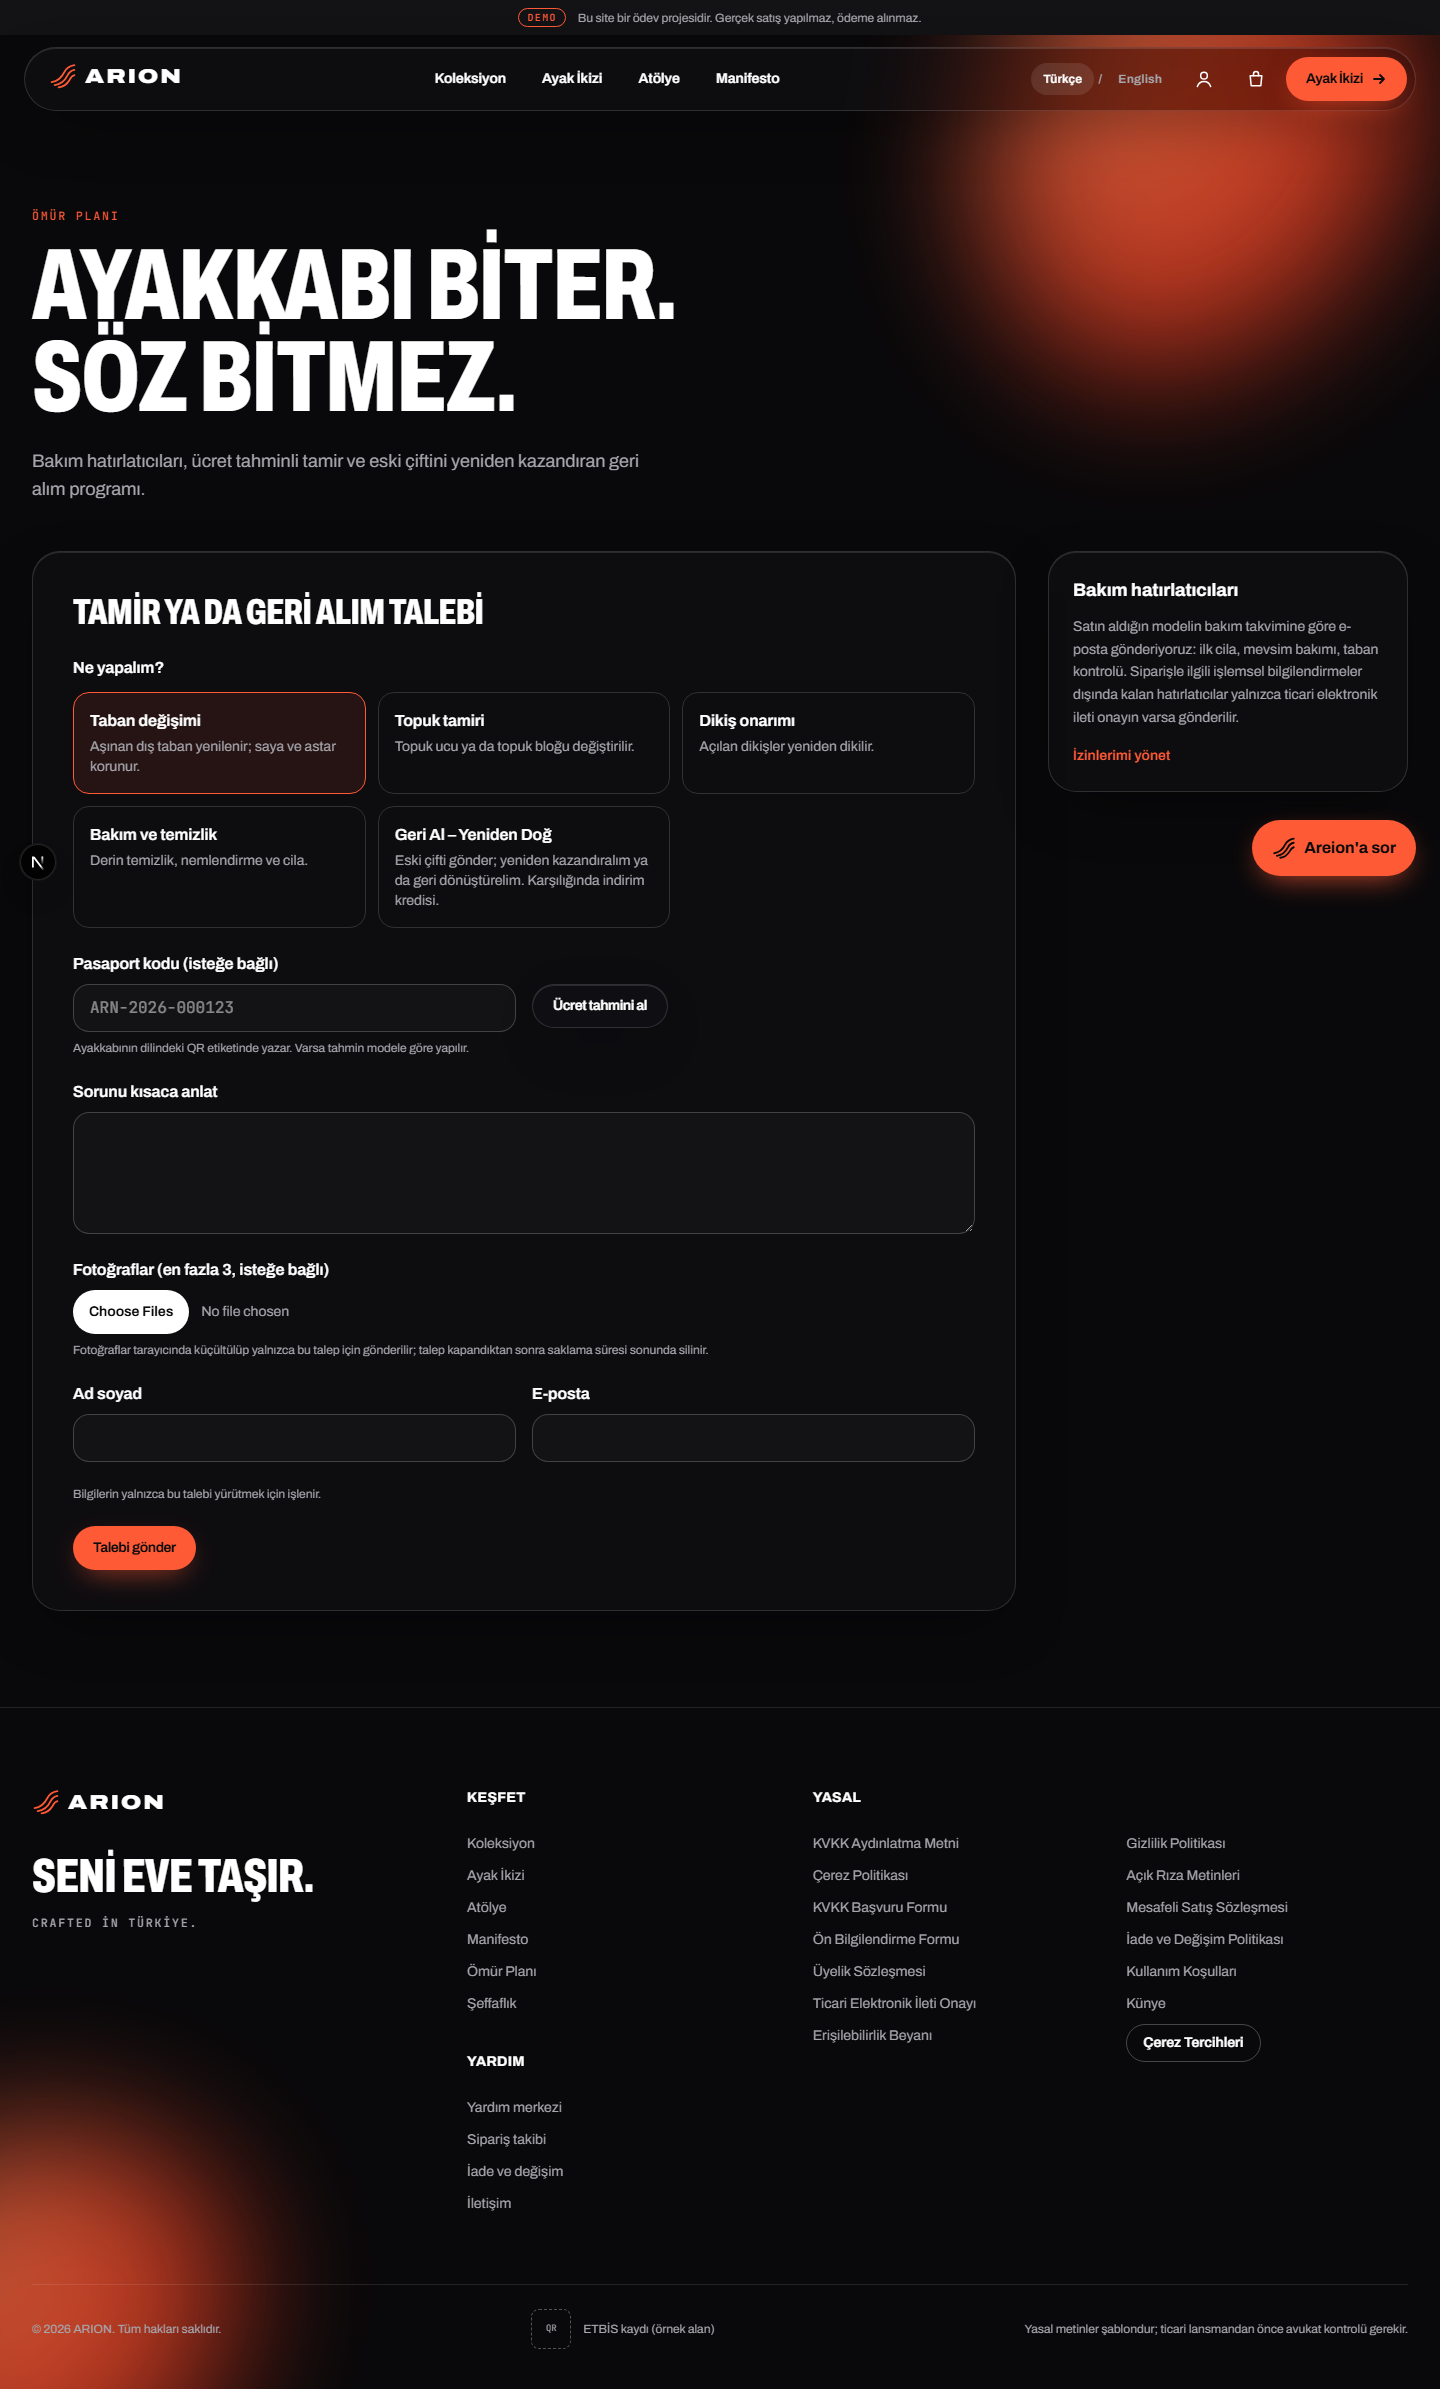 DEMO Bu site bir ödev projesidir. Gerçek satış yapılmaz, ödeme alınmaz.
ARION Koleksiyon Ayak İkizi Atölye Manifesto Türkçe / English Ayak İkizi
ÖMÜR PLANI
AYAKKABI BİTER.
SÖZ BİTMEZ.
Bakım hatırlatıcıları, ücret tahminli tamir ve eski çiftini yeniden kazandıran geri
alım programı.
TAMİR YA DA GERİ ALIM TALEBİ
Ne yapalım?
Taban değişimi
Aşınan dış taban yenilenir; saya ve astar
korunur.
Topuk tamiri
Topuk ucu ya da topuk bloğu değiştirilir.
Dikiş onarımı
Açılan dikişler yeniden dikilir.
Bakım ve temizlik
Derin temizlik, nemlendirme ve cila.
Geri Al – Yeniden Doğ
Eski çifti gönder; yeniden kazandıralım ya
da geri dönüştürelim. Karşılığında indirim
kredisi.
Pasaport kodu (isteğe bağlı)
ARN-2026-000123
Ücret tahmini al
Ayakkabının dilindeki QR etiketinde yazar. Varsa tahmin modele göre yapılır.
Sorunu kısaca anlat
Fotoğraflar (en fazla 3, isteğe bağlı)
Choose Files No file chosen
Fotoğraflar tarayıcında küçültülüp yalnızca bu talep için gönderilir; talep kapandıktan sonra saklama süresi sonunda silinir.
Ad soyad
E-posta
Bilgilerin yalnızca bu talebi yürütmek için işlenir.
Talebi gönder
Bakım hatırlatıcıları
Satın aldığın modelin bakım takvimine göre e-
posta gönderiyoruz: ilk cila, mevsim bakımı, taban
kontrolü. Siparişle ilgili işlemsel bilgilendirmeler
dışında kalan hatırlatıcılar yalnızca ticari elektronik
ileti onayın varsa gönderilir.
İzinlerimi yönet
Areion'a sor
N
ARION
SENİ EVE TAŞIR.
CRAFTED İN TÜRKİYE.
KEŞFET
Koleksiyon
Ayak İkizi
Atölye
Manifesto
Ömür Planı
Şeffaflık
YARDIM
Yardım merkezi
Sipariş takibi
İade ve değişim
İletişim
YASAL
KVKK Aydınlatma Metni
Çerez Politikası
KVKK Başvuru Formu
Ön Bilgilendirme Formu
Üyelik Sözleşmesi
Ticari Elektronik İleti Onayı
Erişilebilirlik Beyanı
Gizlilik Politikası
Açık Rıza Metinleri
Mesafeli Satış Sözleşmesi
İade ve Değişim Politikası
Kullanım Koşulları
Künye
Çerez Tercihleri
© 2026 ARION. Tüm hakları saklıdır.
QR ETBİS kaydı (örnek alan)
Yasal metinler şablondur; ticari lansmandan önce avukat kontrolü gerekir.